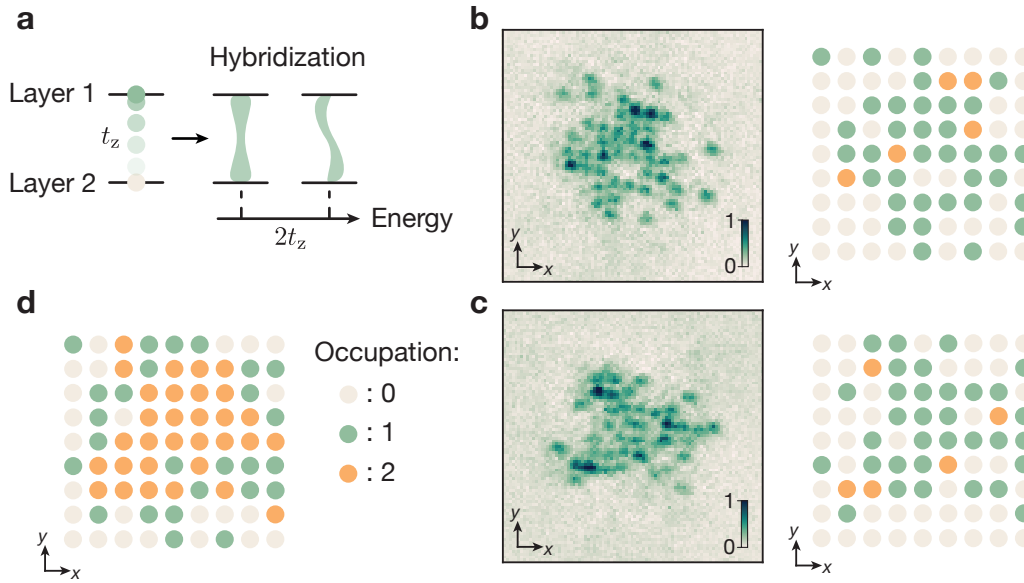 a
Hybridization
Layer 1
t_z
Layer 2
2t_z
Energy
b
1
0
y
x
y
x
d
Occupation:
: 0
: 1
: 2
y
x
c
1
0
y
x
y
x